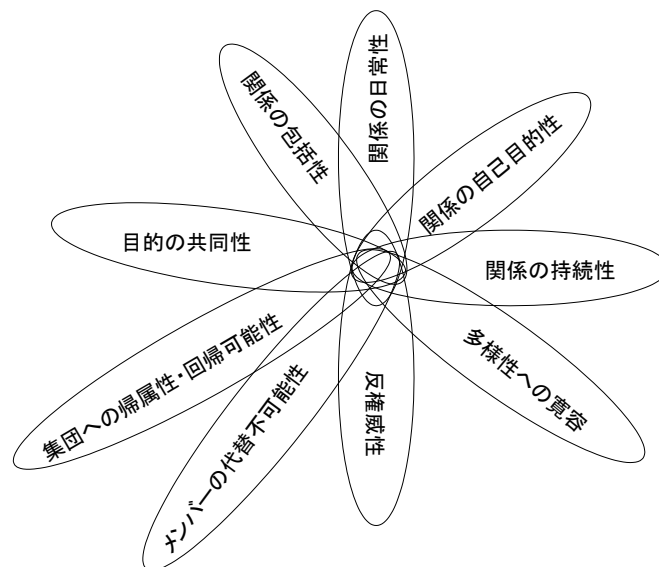 関係の日常性
関係の包括性
関係の自己目的性
目的の共同性
関係の持続性
集団への帰属性・回帰可能性
メンバーの代替不可能性
反権威性
多様性への寛容